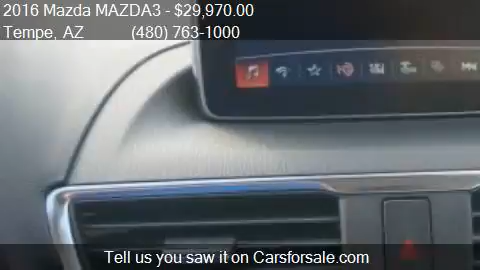 2016 Mazda MAZDA3 - $29,970.00
Tempe, AZ (480) 763-1000
Tell us you saw it on Carsforsale.com